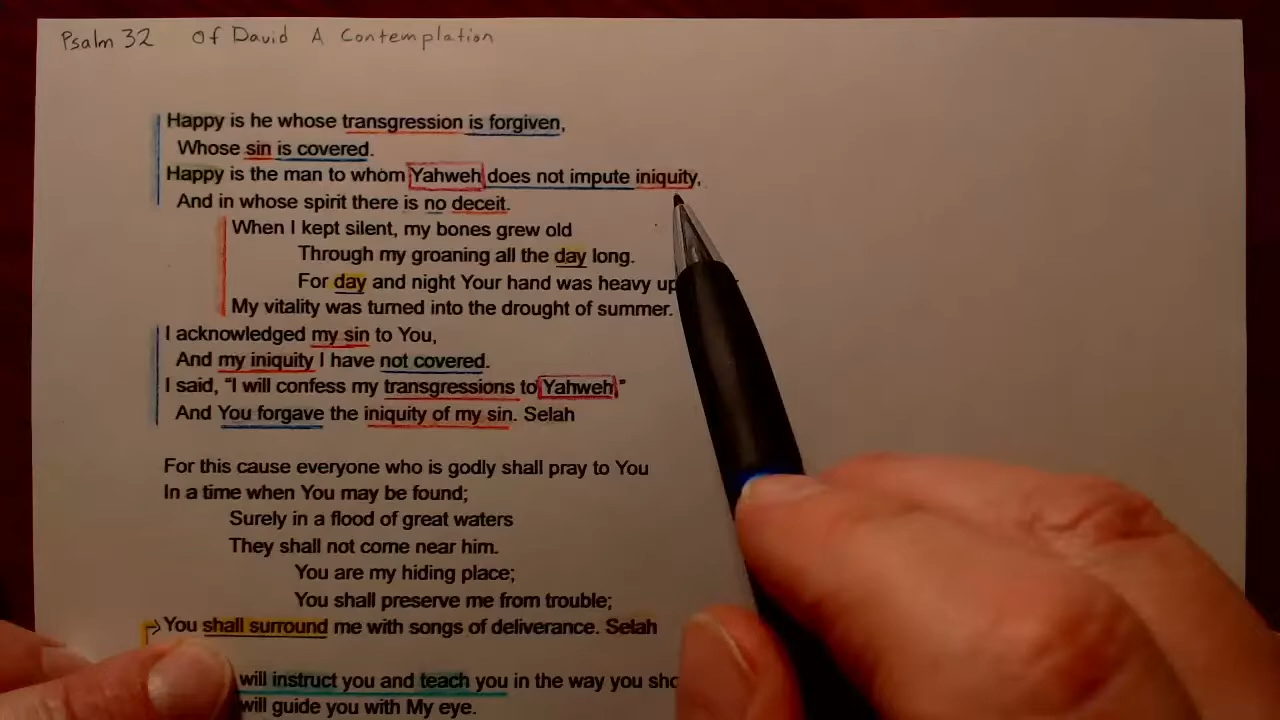 Psalm 32 Of David A Contemplation
Happy is he whose transgression is forgiven,
Whose sin is covered.
Happy is the man to whom Yahweh does not impute iniquity,
And in whose spirit there is no deceit.
When I kept silent, my bones grew old
Through my groaning all the day long.
For day and night Your hand was heavy
My vitality was turned into the drought of summer.
I acknowledged my sin to You,
And my iniquity I have not covered.
I said, “I will confess my transgressions to Yahweh,”
And You forgave the iniquity of my sin. Selah
For this cause everyone who is godly shall pray to You
In a time when You may be found;
Surely in a flood of great waters
They shall not come near him.
You are my hiding place;
You shall preserve me from trouble;
You shall surround me with songs of deliverance. Selah
will instruct you and teach you in the way you
will guide you with My eye.